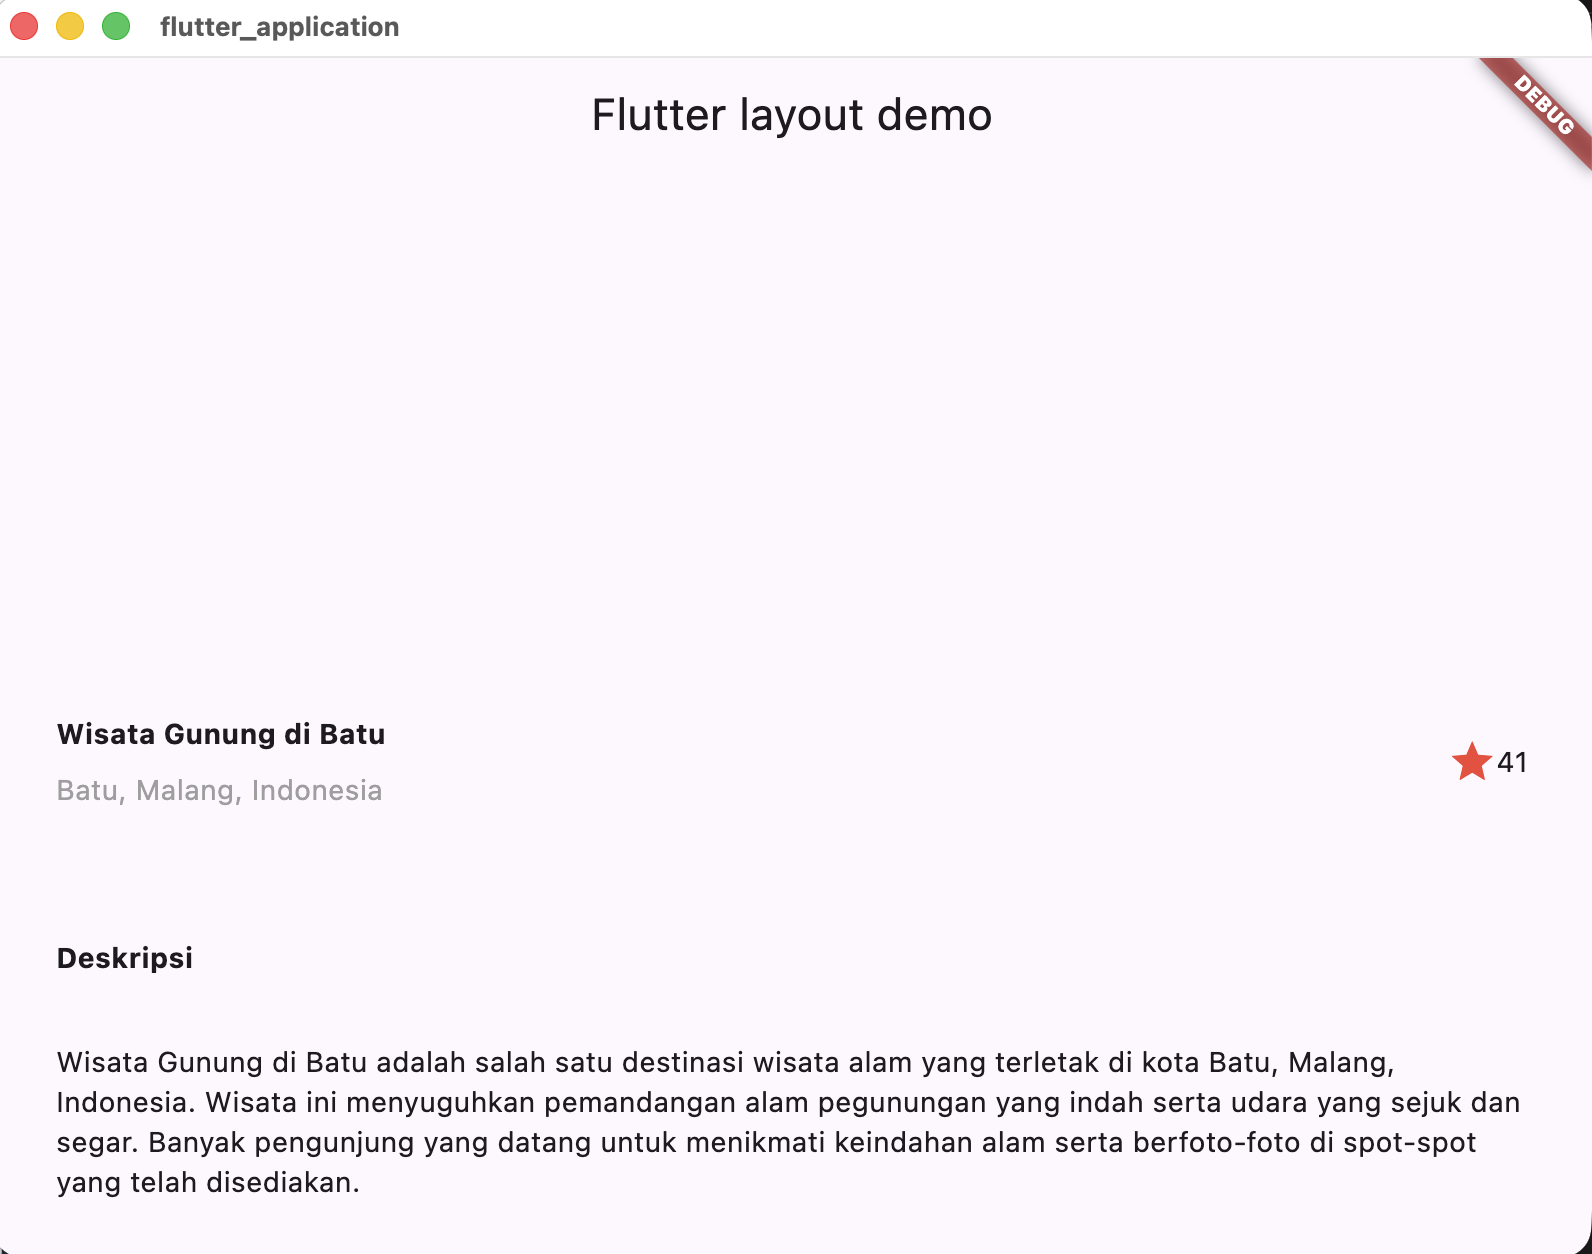 flutter_application
DEBUG
Flutter layout demo
Wisata Gunung di Batu
Batu, Malang, Indonesia
41
Deskripsi
Wisata Gunung di Batu adalah salah satu destinasi wisata alam yang terletak di kota Batu, Malang,
Indonesia. Wisata ini menyuguhkan pemandangan alam pegunungan yang indah serta udara yang sejuk dan
segar. Banyak pengunjung yang datang untuk menikmati keindahan alam serta berfoto-foto di spot-spot
yang telah disediakan.